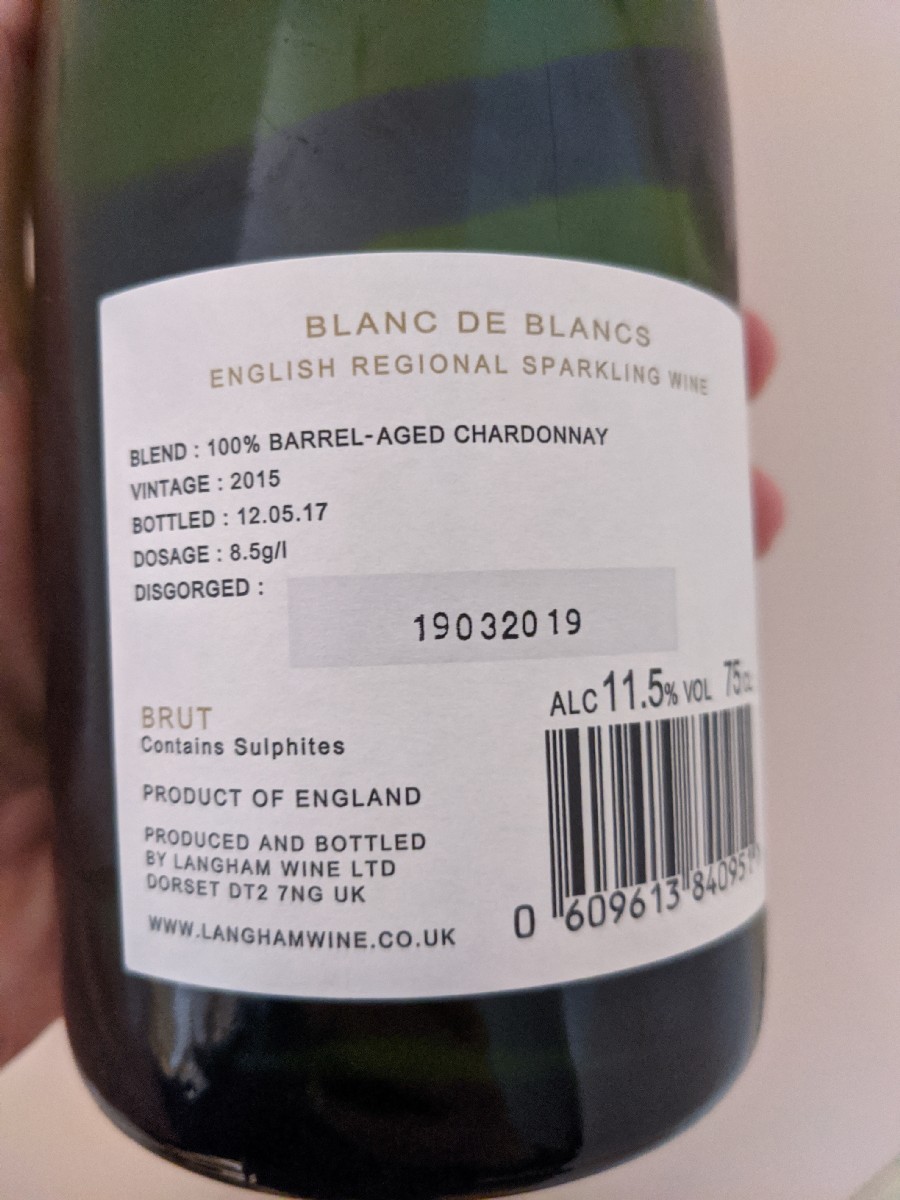 BLANC DE BLANCS
ENGLISH REGIONAL SPARKLING WINE
BLEND : 100% BARREL-AGED CHARDONNAY
VINTAGE : 2015
BOTTLED : 12.05.17
DOSAGE : 8.5g/l
DISGORGED :
19032019
ALC 11.5% VOL 75CL
BRUT
Contains Sulphites
PRODUCT OF ENGLAND
PRODUCED AND BOTTLED
BY LANGHAM WINE LTD
DORSET DT2 7NG UK
WWW.LANGHAMWINE.CO.UK
0 609613 84095